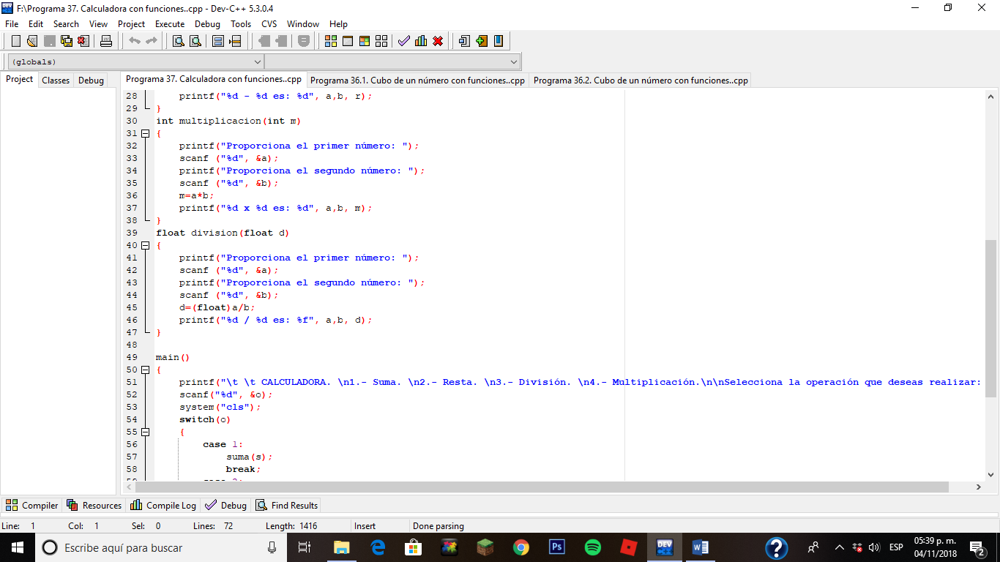 F:\Programa 37. Calculadora con funciones..cpp - Dev-C++ 5.3.0.4
File Edit Search View Project Execute Debug Tools CVS Window Help
(globals)
Project Classes Debug
Programa 37. Calculadora con funciones..cpp Programa 36.1. Cubo de un número con funciones..cpp Programa 36.2. Cubo de un número con funciones..cpp
28 printf("%d - %d es: %d", a,b, r);
29 }
30 int multiplicacion(int m)
31 {
32 printf("Proporciona el primer número: ");
33 scanf ("%d", &a);
34 printf("Proporciona el segundo número: ");
35 scanf ("%d", &b);
36 m=a*b;
37 printf("%d x %d es: %d", a,b, m);
38 }
39 float division(float d)
40 {
41 printf("Proporciona el primer número: ");
42 scanf ("%d", &a);
43 printf("Proporciona el segundo número: ");
44 scanf ("%d", &b);
45 d=(float)a/b;
46 printf("%d / %d es: %f", a,b, d);
47 }
48
49 main()
50 {
51 printf("\t \t CALCULADORA. \n1.- Suma. \n2.- Resta. \n3.- División. \n4.- Multiplicación.\n\nSelecciona la operación que deseas realizar:
52 scanf("%d", &o);
53 system("cls");
54 switch(o)
55 {
56 case 1:
57 suma(s);
58 break;
Compiler Resources Compile Log Debug Find Results
Line: 1 Col: 1 Sel: 0 Lines: 72 Length: 1416 Insert Done parsing
Escribe aquí para buscar
DEV
Ps
ESP
05:39 p. m.
04/11/2018
2